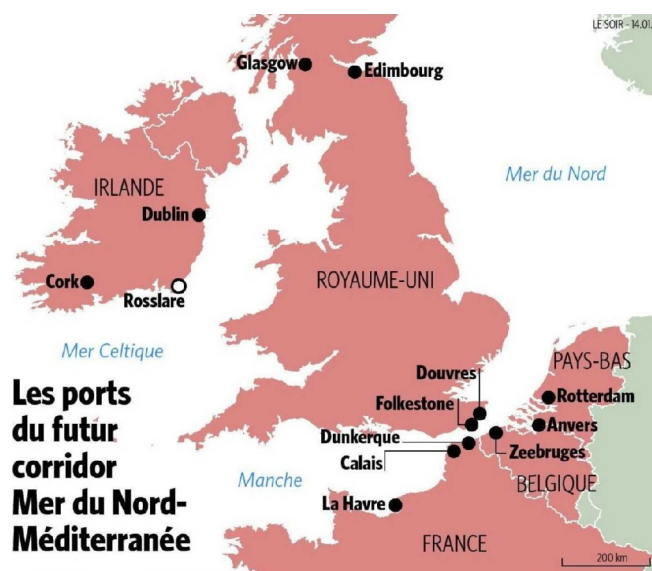 LE SOIR - 14.01.
Glasgow
Edimbourg
Mer du Nord
IRLANDE
Dublin
ROYAUME-UNI
Cork
Rosslare
Mer Celtique
PAYS-BAS
Douvres
Rotterdam
Folkestone
Anvers
Dunkerque
Zeebruges
Calais
BELGIQUE
Manche
La Havre
FRANCE
Les ports
du futur
corridor
Mer du Nord-
Méditerranée
200 km